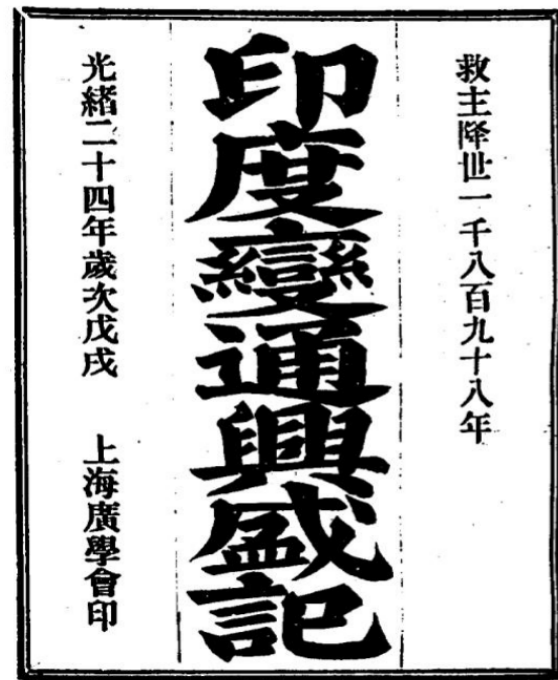 救主降世一千八百九十八年
印度變通興盛記
光緒二十四年歲次戊戌 上海廣學會印